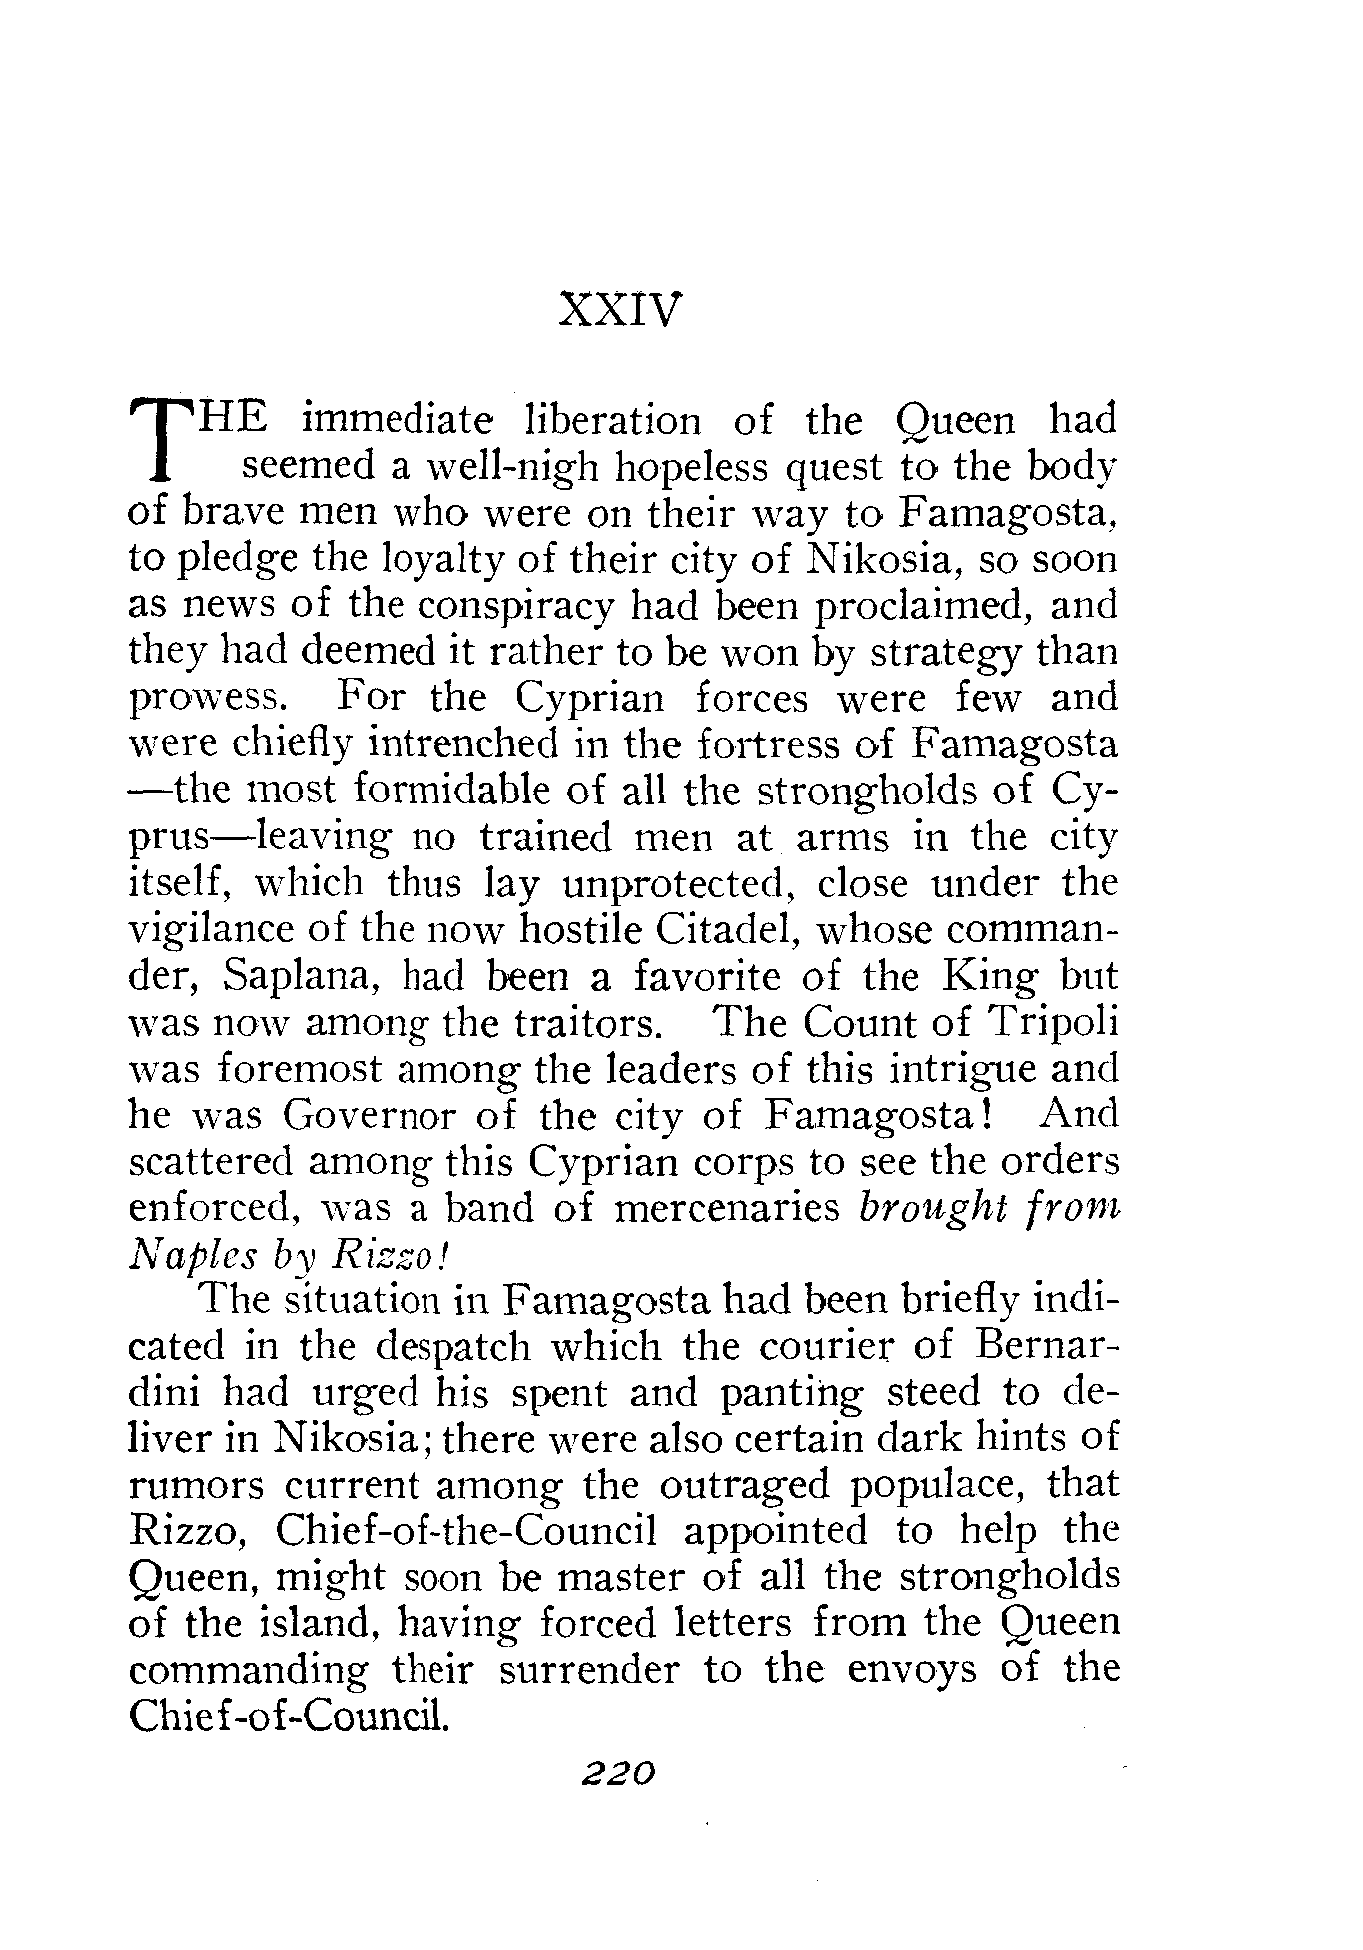 XXIV
THE immediate liberation of the Queen had
seemed a well-nigh hopeless quest to the body
of brave men who were on their way to Famagosta,
to pledge the loyalty of their city of Nikosia, so soon
as news of the conspiracy had been proclaimed, and
they had deemed it rather to be won by strategy than
prowess. For the Cyprian forces were few and
were chiefly intrenched in the fortress of Famagosta
—the most formidable of all the strongholds of Cy-
prus—leaving no trained men at arms in the city
itself, which thus lay unprotected, close under the
vigilance of the now hostile Citadel, whose comman-
der, Saplana, had been a favorite of the King but
was now among the traitors. The Count of Tripoli
was foremost among the leaders of this intrigue and
he was Governor of the city of Famagosta! And
scattered among this Cyprian corps to see the orders
enforced, was a band of mercenaries brought from
Naples by Rizzo!
The situation in Famagosta had been briefly indi-
cated in the despatch which the courier of Bernar-
dini had urged his spent and panting steed to de-
liver in Nikosia; there were also certain dark hints of
rumors current among the outraged populace, that
Rizzo, Chief-of-the-Council appointed to help the
Queen, might soon be master of all the strongholds
of the island, having forced letters from the Queen
commanding their surrender to the envoys of the
Chief-of-Council.
220